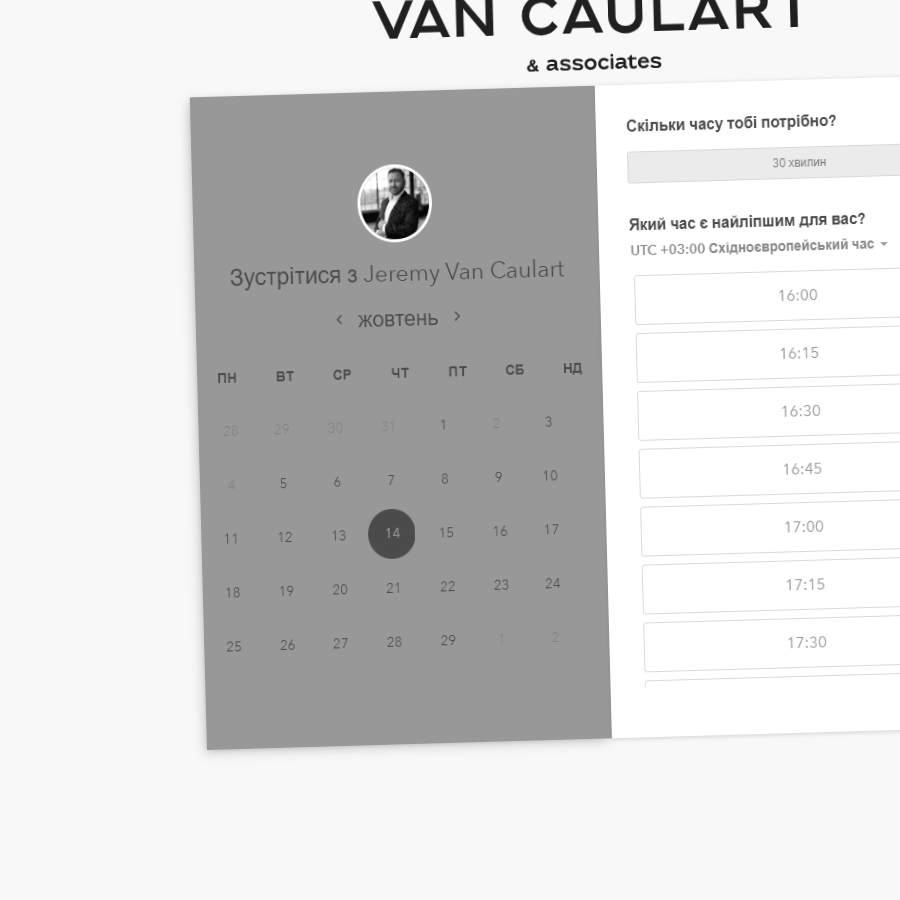 VAN CAULART
& associates
Зустрітися з Jeremy Van Caulart
жовтень
ПН ВТ СР ЧТ ПТ СБ НД
28 29 30 31 1 2 3
4 5 6 7 8 9 10
11 12 13 14 15 16 17
18 19 20 21 22 23 24
25 26 27 28 29 1 2
Скільки часу тобі потрібно?
30 хвилин
Який час є найліпшим для вас?
UTC +03:00 Східноєвропейський час
16:00
16:15
16:30
16:45
17:00
17:15
17:30